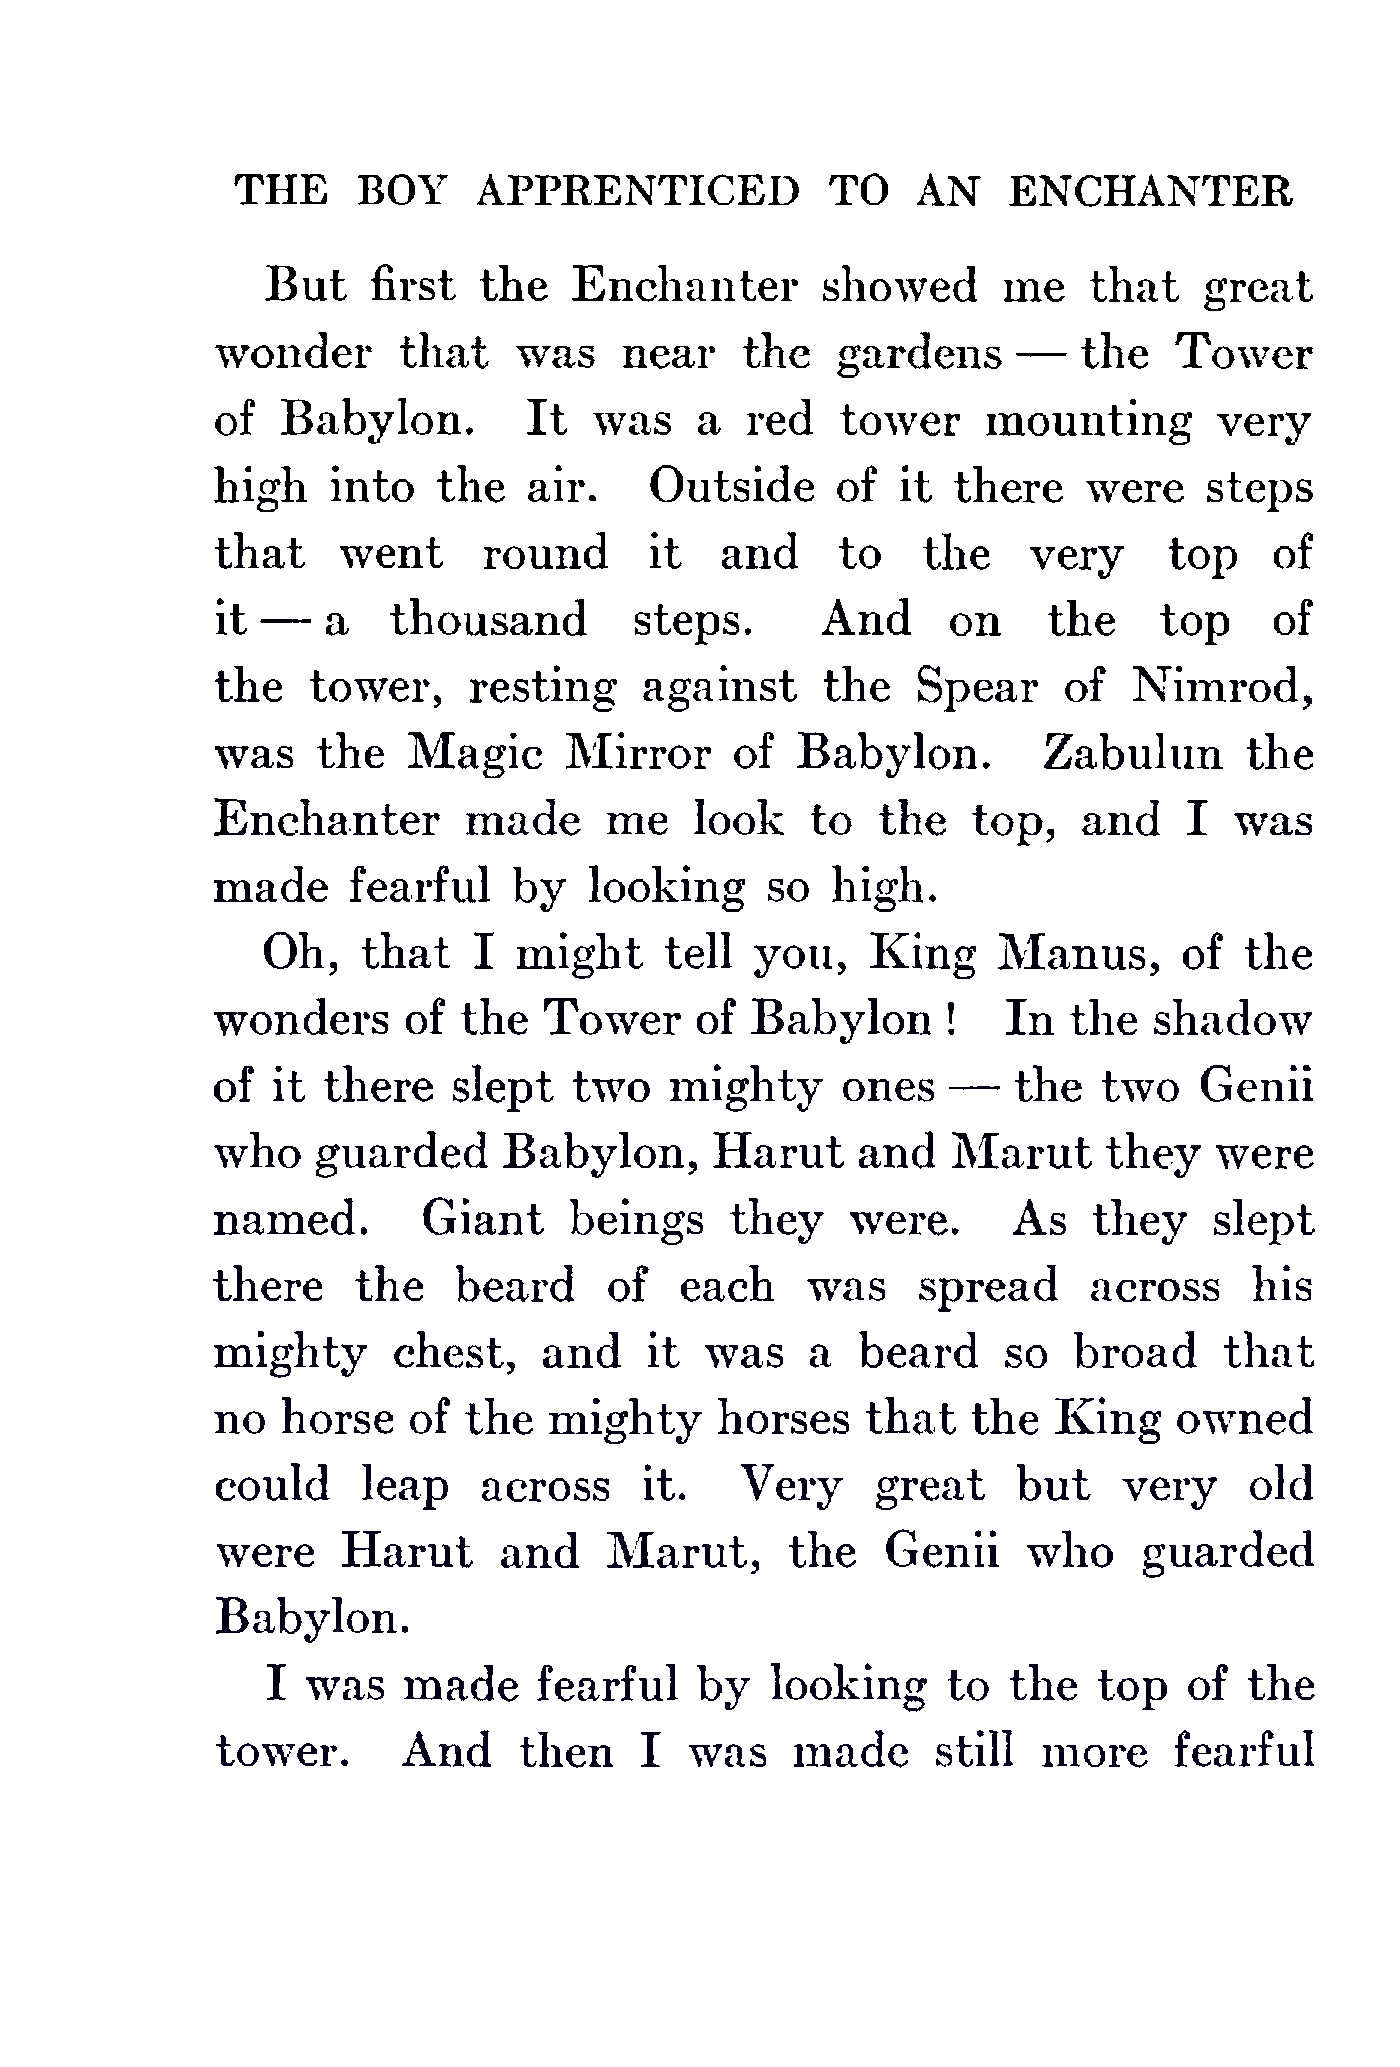 THE BOY APPRENTICED TO AN ENCHANTER
But first the Enchanter showed me that great
wonder that was near the gardens — the Tower
of Babylon. It was a red tower mounting very
high into the air. Outside of it there were steps
that went round it and to the very top of
it — a thousand steps. And on the top of
the tower, resting against the Spear of Nimrod,
was the Magic Mirror of Babylon. Zabulun the
Enchanter made me look to the top, and I was
made fearful by looking so high.
Oh, that I might tell you, King Manus, of the
wonders of the Tower of Babylon ! In the shadow
of it there slept two mighty ones — the two Genii
who guarded Babylon, Harut and Marut they were
named. Giant beings they were. As they slept
there the beard of each was spread across his
mighty chest, and it was a beard so broad that
no horse of the mighty horses that the King owned
could leap across it. Very great but very old
were Harut and Marut, the Genii who guarded
Babylon.
I was made fearful by looking to the top of the
tower. And then I was made still more fearful